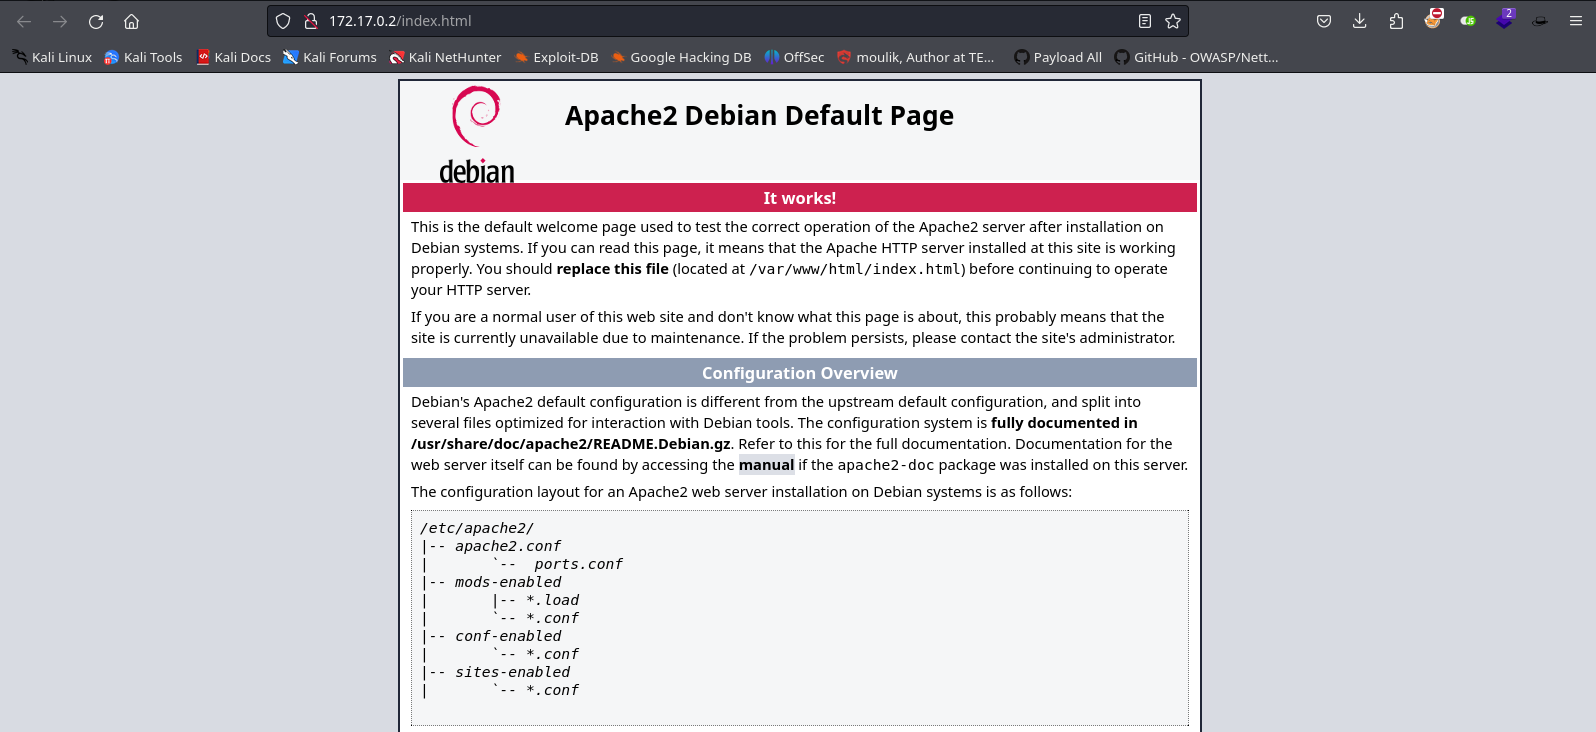 172.17.0.2/index.html
2
Kali Linux Kali Tools Kali Docs Kali Forums Kali NetHunter Exploit-DB Google Hacking DB OffSec moulik, Author at TE… Payload All GitHub - OWASP/Nett…
debian
Apache2 Debian Default Page
It works!
This is the default welcome page used to test the correct operation of the Apache2 server after installation on
Debian systems. If you can read this page, it means that the Apache HTTP server installed at this site is working
properly. You should replace this file (located at /var/www/html/index.html) before continuing to operate
your HTTP server.
If you are a normal user of this web site and don't know what this page is about, this probably means that the
site is currently unavailable due to maintenance. If the problem persists, please contact the site's administrator.
Configuration Overview
Debian's Apache2 default configuration is different from the upstream default configuration, and split into
several files optimized for interaction with Debian tools. The configuration system is fully documented in
/usr/share/doc/apache2/README.Debian.gz. Refer to this for the full documentation. Documentation for the
web server itself can be found by accessing the manual if the apache2-doc package was installed on this server.
The configuration layout for an Apache2 web server installation on Debian systems is as follows:
/etc/apache2/
|-- apache2.conf
|       `--  ports.conf
|-- mods-enabled
|       |-- *.load
|       `-- *.conf
|-- conf-enabled
|       `-- *.conf
|-- sites-enabled
|       `-- *.conf